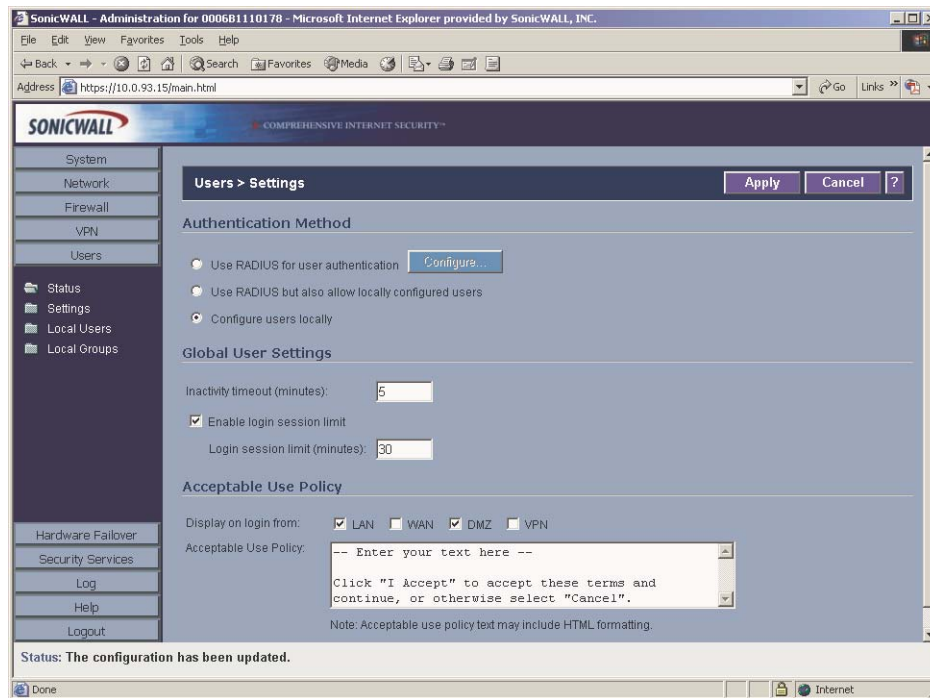 SonicWALL - Administration for 0006B1110178 - Microsoft Internet Explorer provided by SonicWALL, INC.
File Edit View Favorites Tools Help
Back Search Favorites Media
Address https://10.0.93.15/main.html Go Links »
SONICWALL COMPREHENSIVE INTERNET SECURITY™
System
Network
Firewall
VPN
Users
Status
Settings
Local Users
Local Groups
Hardware Failover
Security Services
Log
Help
Logout
Users > Settings Apply Cancel ?
Authentication Method
Use RADIUS for user authentication Configure...
Use RADIUS but also allow locally configured users
Configure users locally
Global User Settings
Inactivity timeout (minutes): 5
Enable login session limit
Login session limit (minutes): 30
Acceptable Use Policy
Display on login from: LAN WAN DMZ VPN
Acceptable Use Policy: -- Enter your text here --
Click "I Accept" to accept these terms and
continue, or otherwise select "Cancel".
Note: Acceptable use policy text may include HTML formatting.
Status: The configuration has been updated.
Done Internet